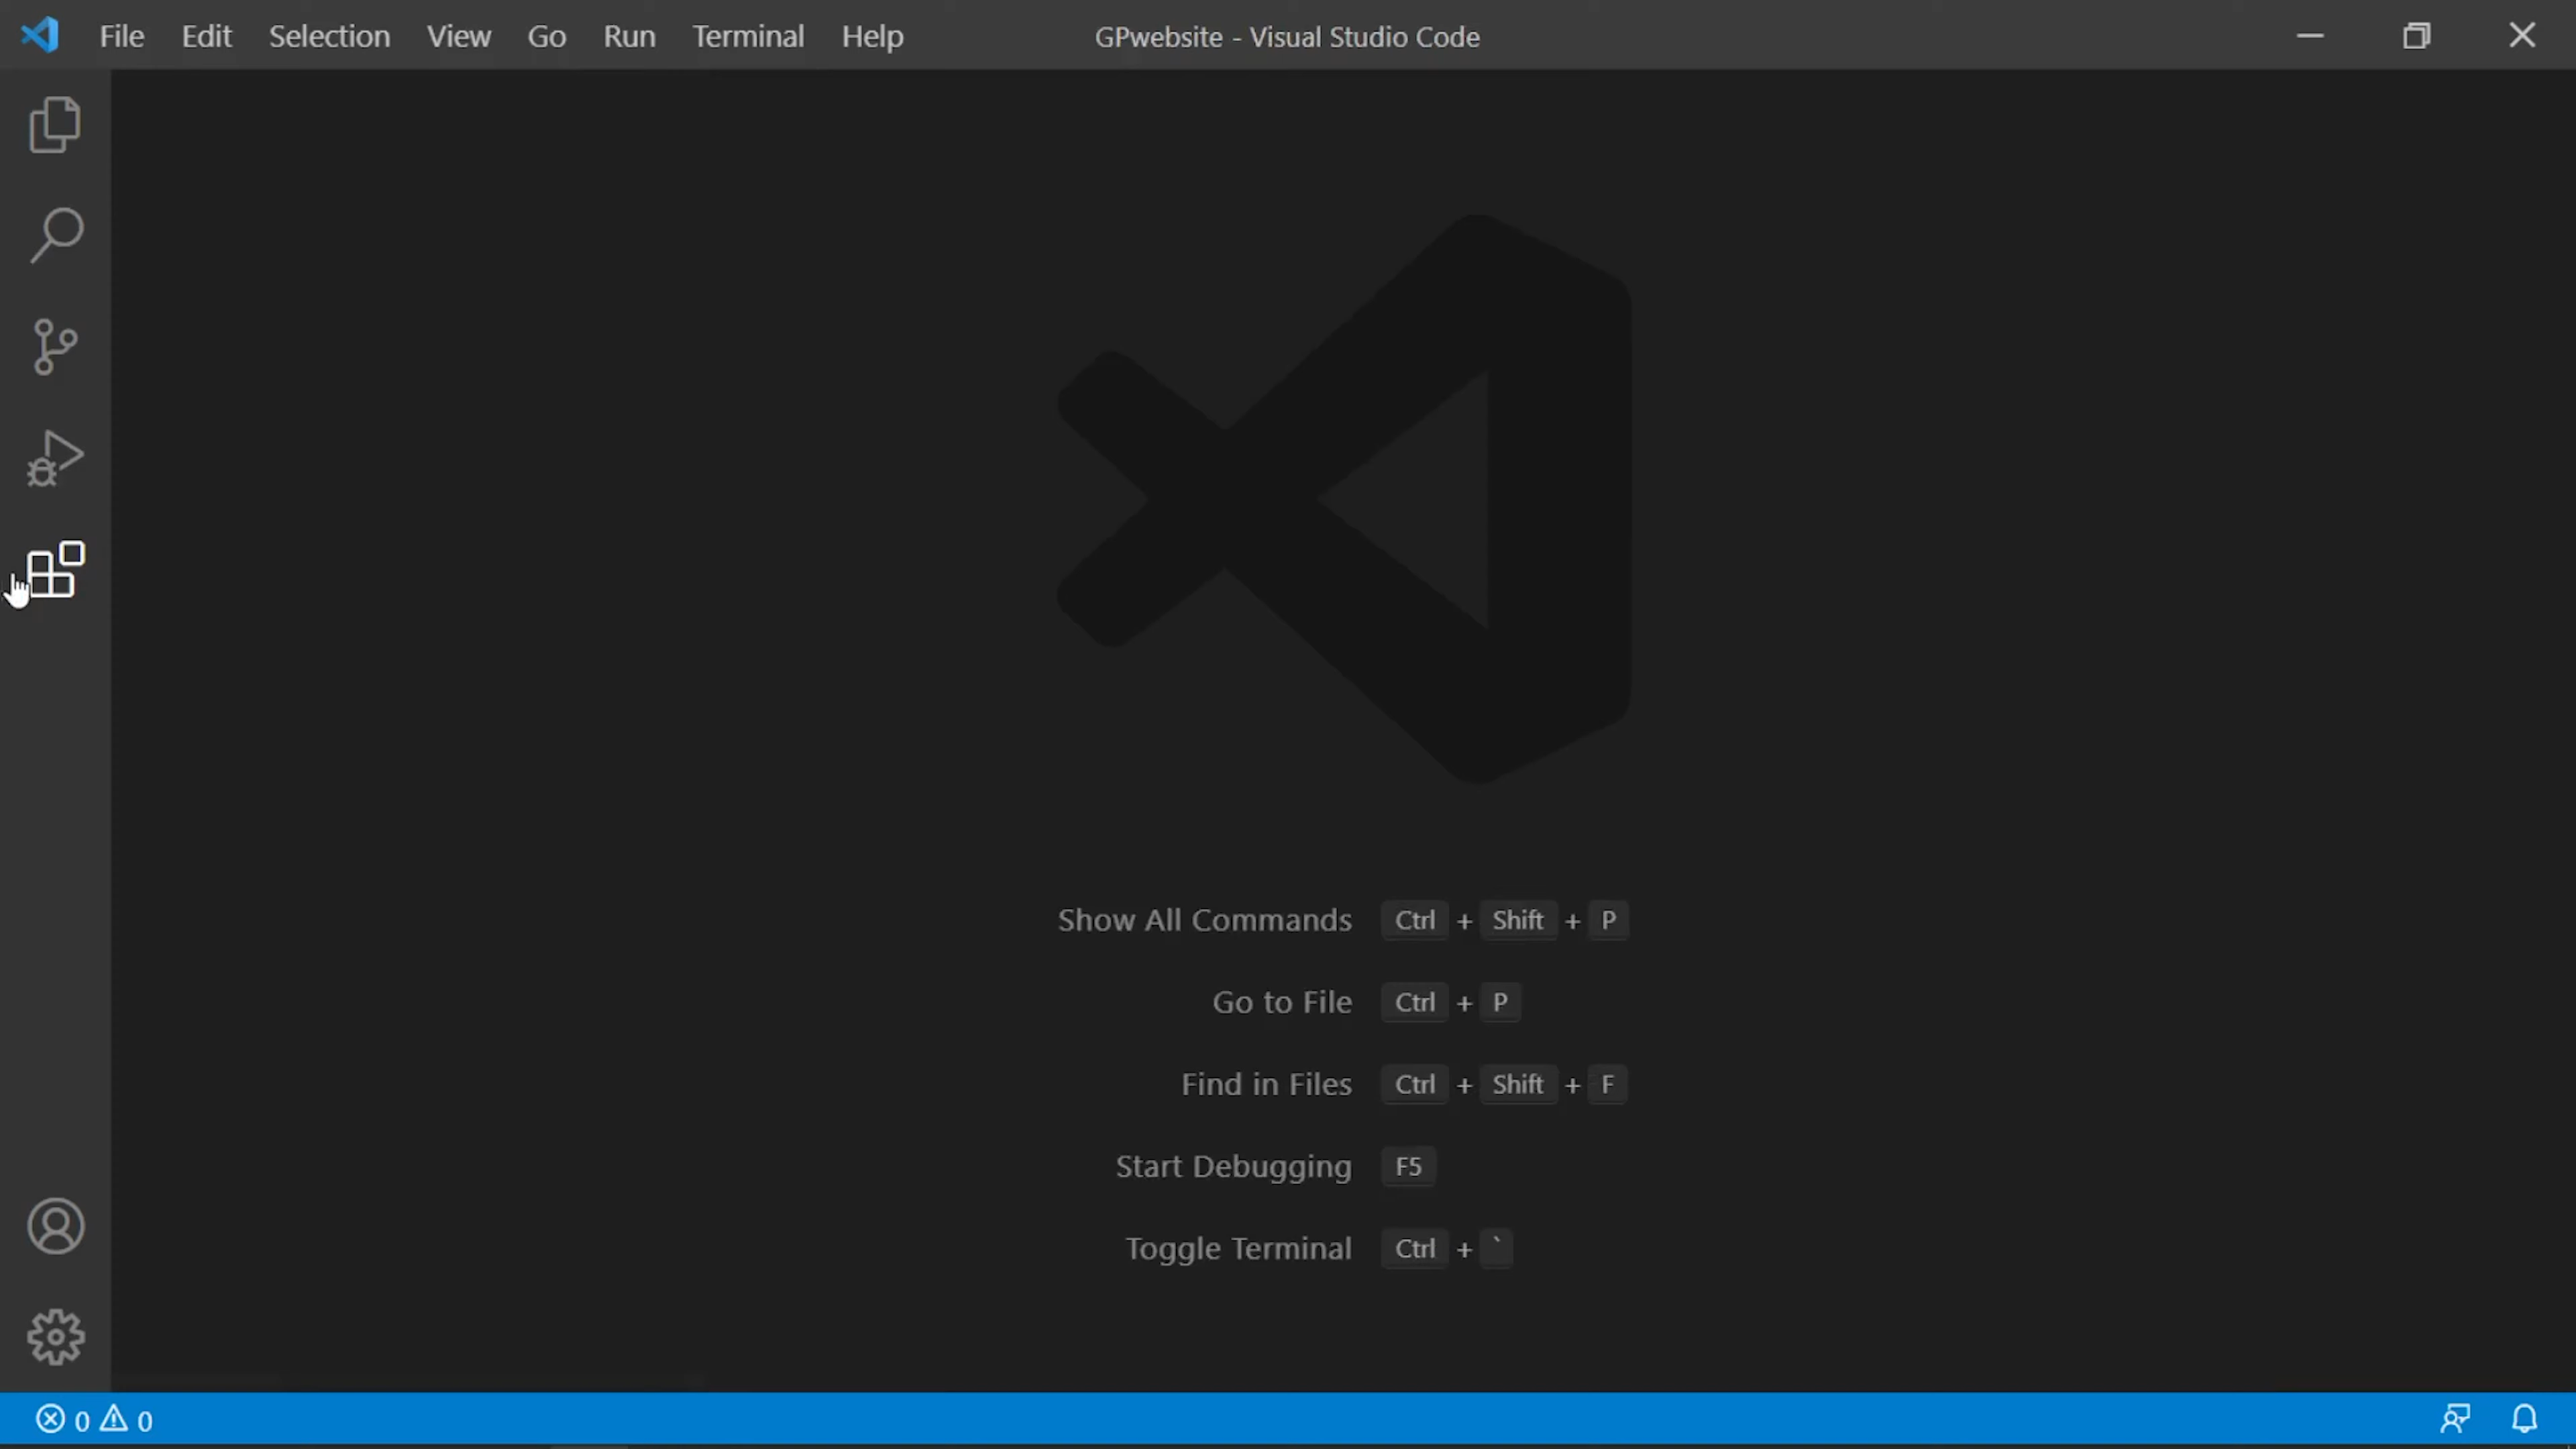 File Edit Selection View Go Run Terminal Help GPwebsite - Visual Studio Code
Show All Commands Ctrl + Shift + P
Go to File Ctrl + P
Find in Files Ctrl + Shift + F
Start Debugging F5
Toggle Terminal Ctrl + `
0 0